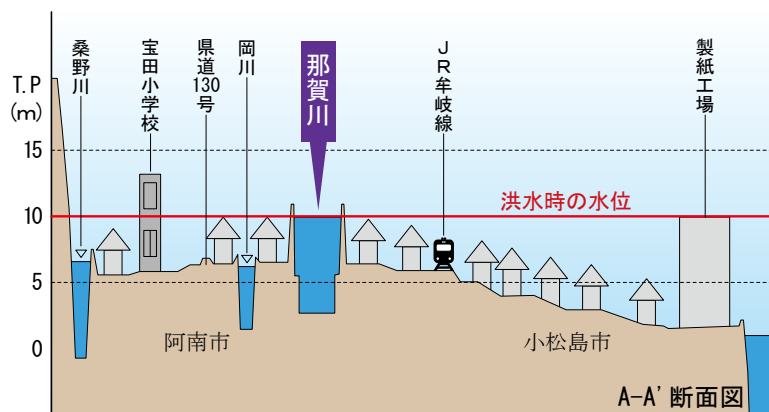 T.P
(m)
15
10
5
0
桑野川
宝田小学校
県道130号
岡川
那賀川
JR牟岐線
製紙工場
洪水時の水位
阿南市
小松島市
A-A' 断面図